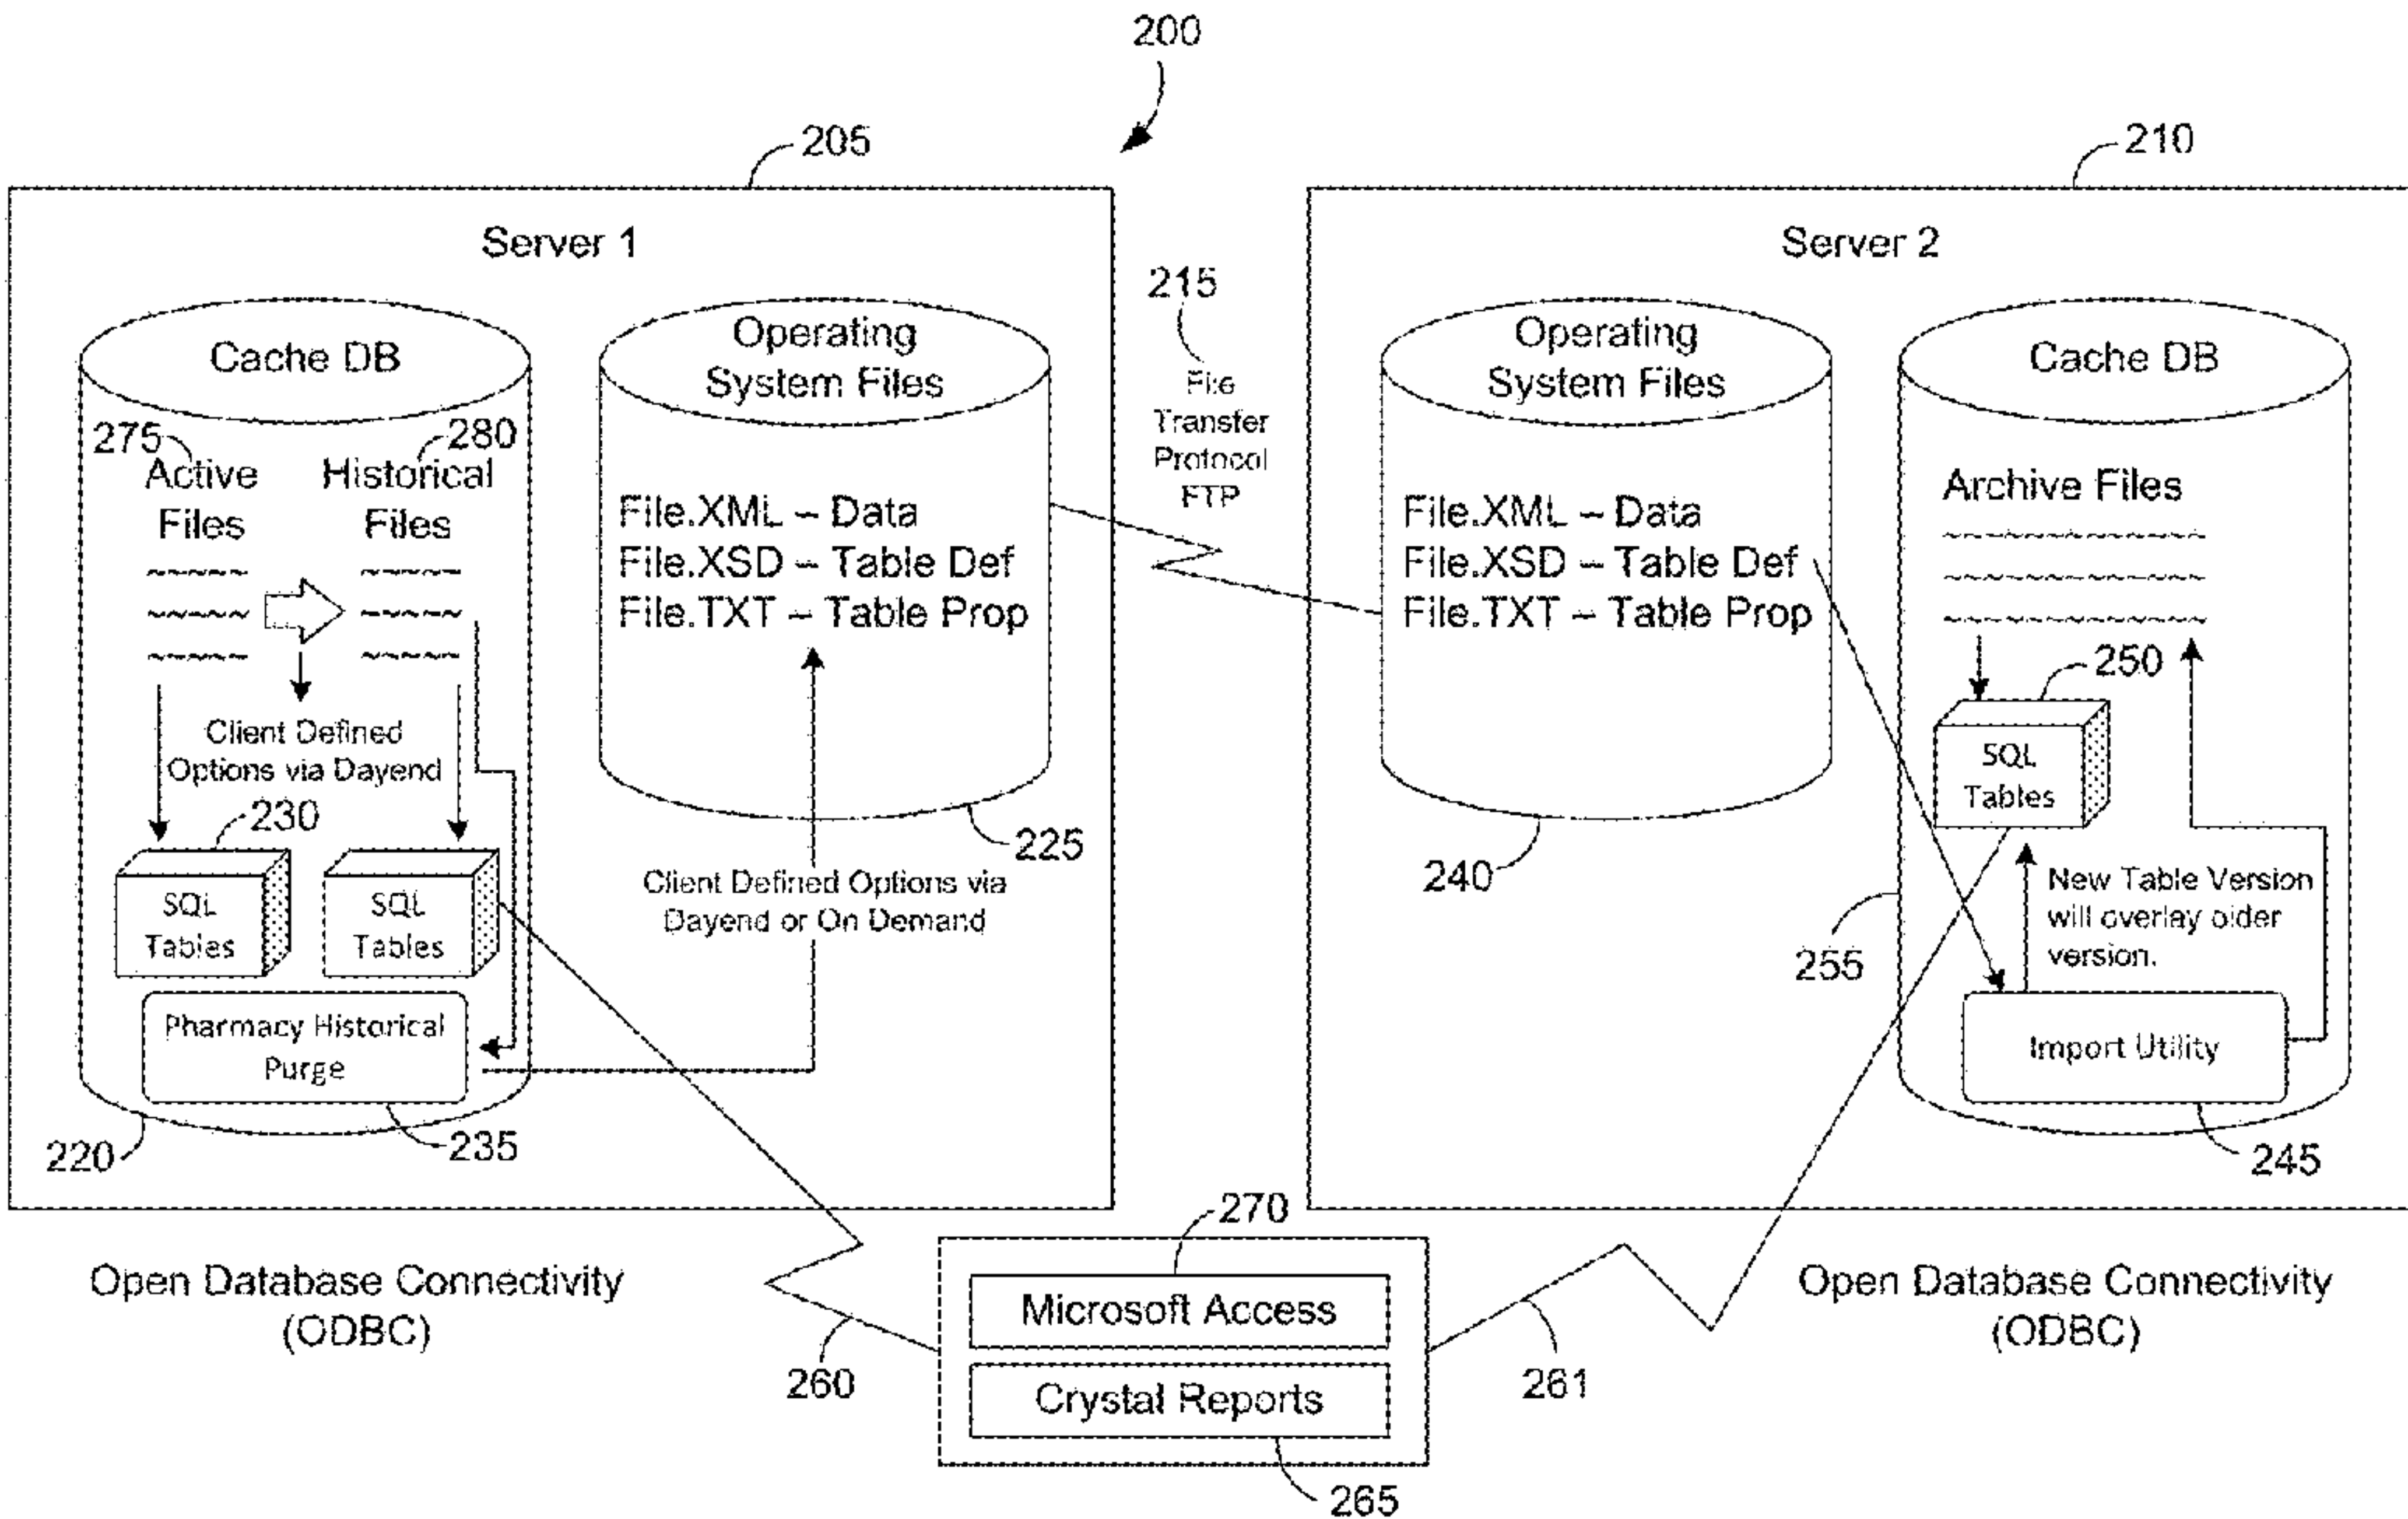 200
205
210
Server 1
Server 2
215
File
Transfer
Protocol
FTP
Cache DB
275
280
Active
Files
Historical
Files
Client Defined
Options via Dayend
230
SQL
Tables
SQL
Tables
Pharmacy Historical
Purge
220
235
Operating
System Files
File.XML – Data
File.XSD – Table Def
File.TXT – Table Prop
225
Client Defined Options via
Dayend or On Demand
Operating
System Files
File.XML – Data
File.XSD – Table Def
File.TXT – Table Prop
240
Cache DB
Archive Files
250
SQL
Tables
255
New Table Version
will overlay older
version.
Import Utility
245
Open Database Connectivity
(ODBC)
270
Microsoft Access
Crystal Reports
260
261
265
Open Database Connectivity
(ODBC)